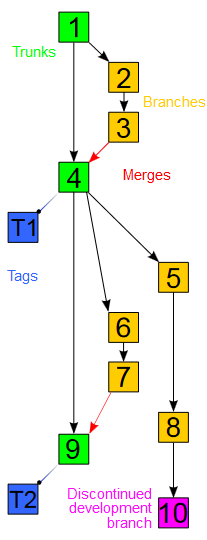 1
Trunks
2
Branches
3
Merges
4
T1
Tags
5
6
7
8
9
T2
Discontinued
development
branch
10